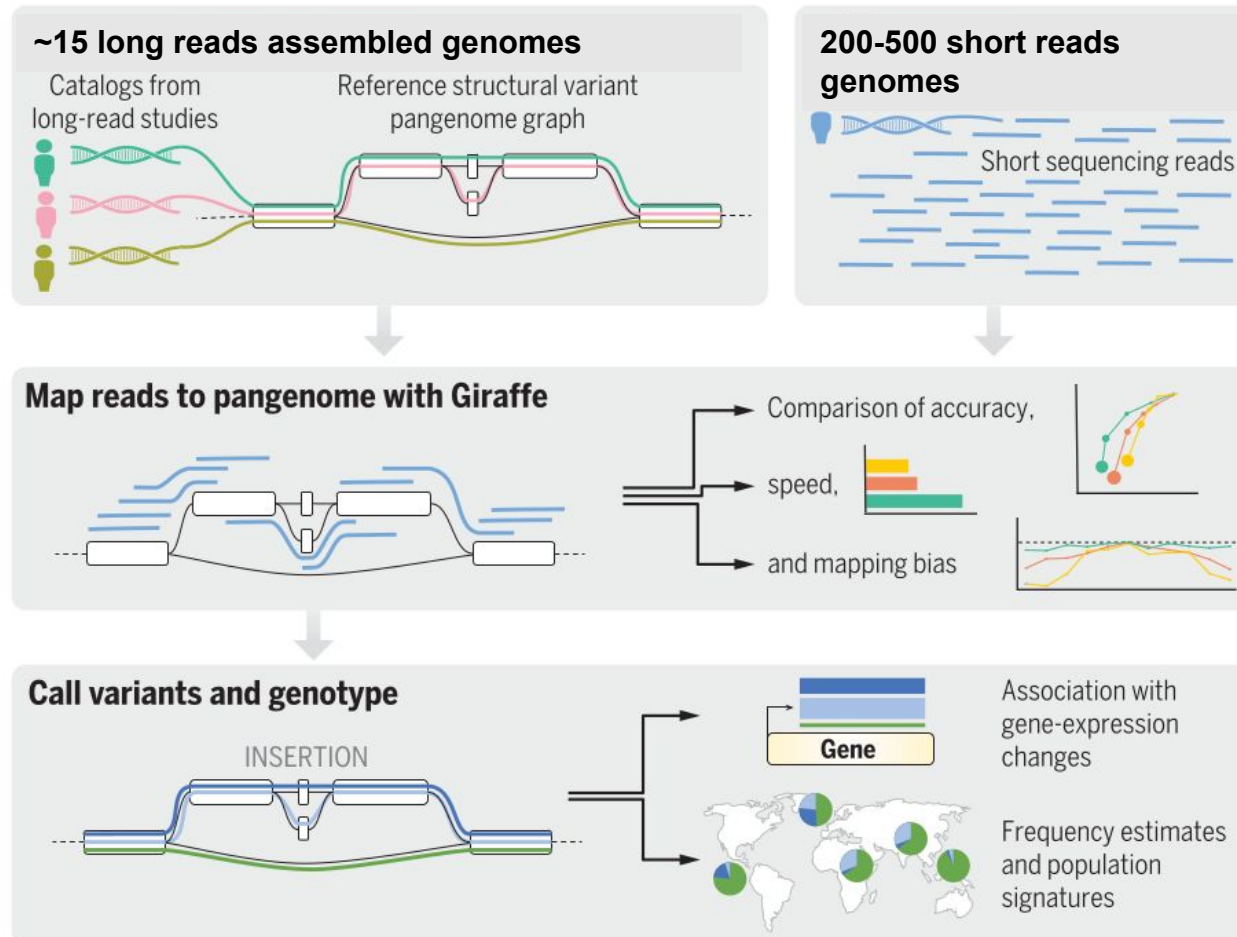 ~15 long reads assembled genomes
Catalogs from
long-read studies
Reference structural variant
pangenome graph
200-500 short reads
genomes
Short sequencing reads
Map reads to pangenome with Giraffe
Comparison of accuracy,
speed,
and mapping bias
Call variants and genotype
INSERTION
Gene
Association with
gene-expression
changes
Frequency estimates
and population
signatures